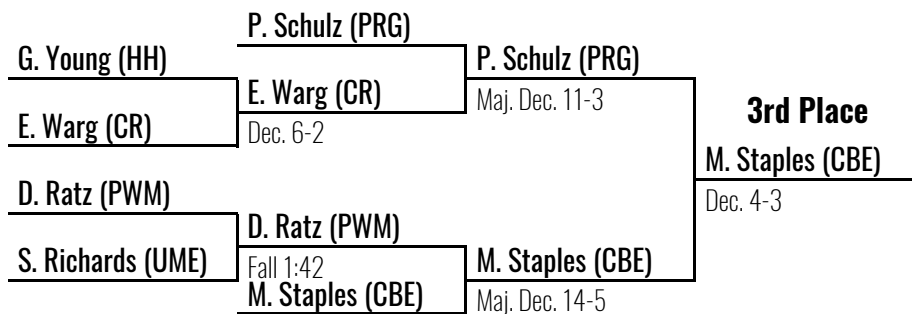 P. Schulz (PRG)
G. Young (HH)
P. Schulz (PRG)
E. Warg (CR)
Maj. Dec. 11-3
E. Warg (CR)
Dec. 6-2
3rd Place
M. Staples (CBE)
Dec. 4-3
D. Ratz (PWM)
D. Ratz (PWM)
S. Richards (UME)
Fall 1:42
M. Staples (CBE)
M. Staples (CBE)
Maj. Dec. 14-5